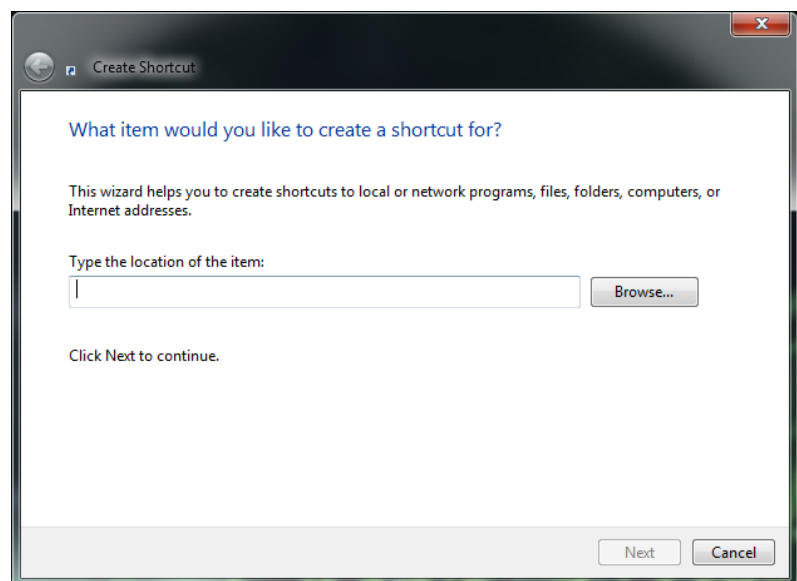 Create Shortcut
What item would you like to create a shortcut for?
This wizard helps you to create shortcuts to local or network programs, files, folders, computers, or
Internet addresses.
Type the location of the item:
Browse...
Click Next to continue.
Next Cancel